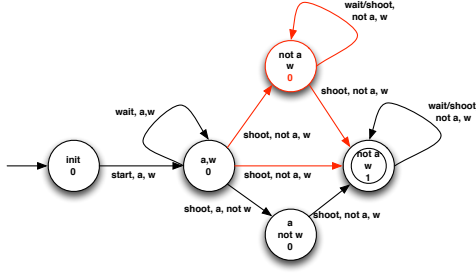 wait/shoot,
not a, w
not a
w
0
shoot, not a, w
wait, a,w
shoot, not a, w
wait/shoot
not a, w
init
0
start, a, w
a,w
0
shoot, not a, w
not a
w
1
shoot, a, not w
a
not w
0
shoot, not a, w